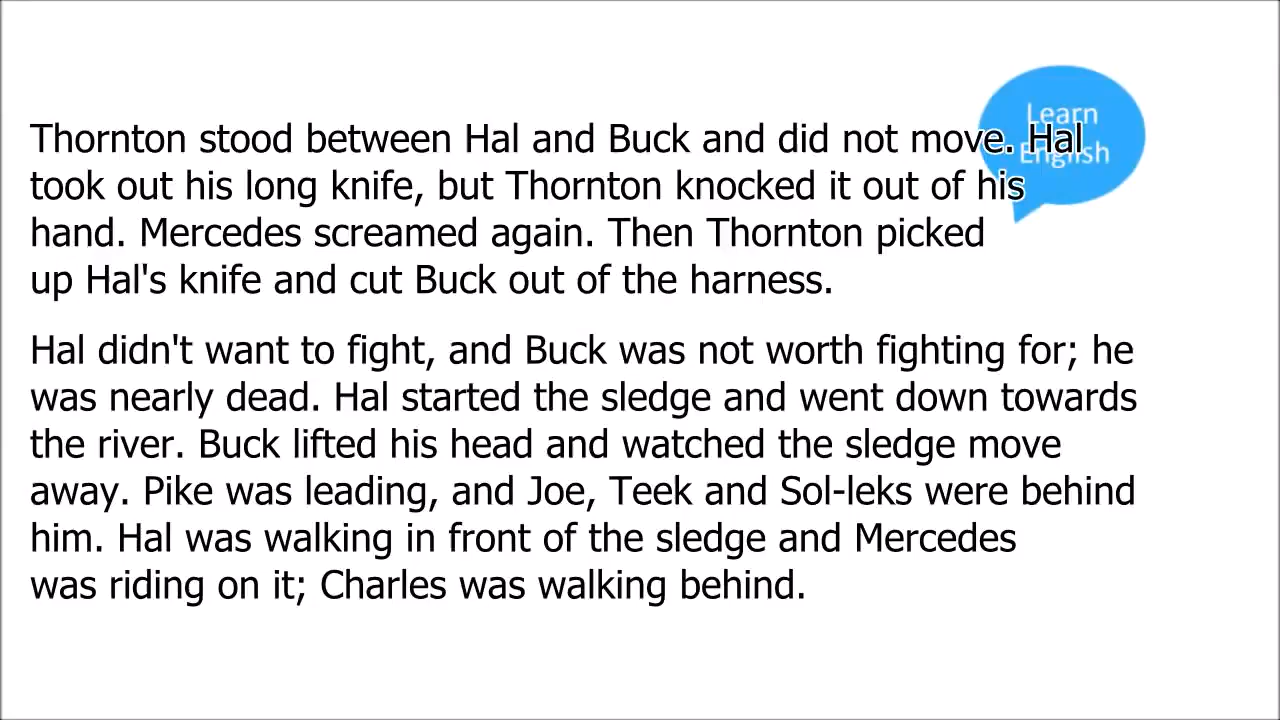 Learn
English
Thornton stood between Hal and Buck and did not move. Hal
took out his long knife, but Thornton knocked it out of his
hand. Mercedes screamed again. Then Thornton picked
up Hal's knife and cut Buck out of the harness.
Hal didn't want to fight, and Buck was not worth fighting for; he
was nearly dead. Hal started the sledge and went down towards
the river. Buck lifted his head and watched the sledge move
away. Pike was leading, and Joe, Teek and Sol-leks were behind
him. Hal was walking in front of the sledge and Mercedes
was riding on it; Charles was walking behind.